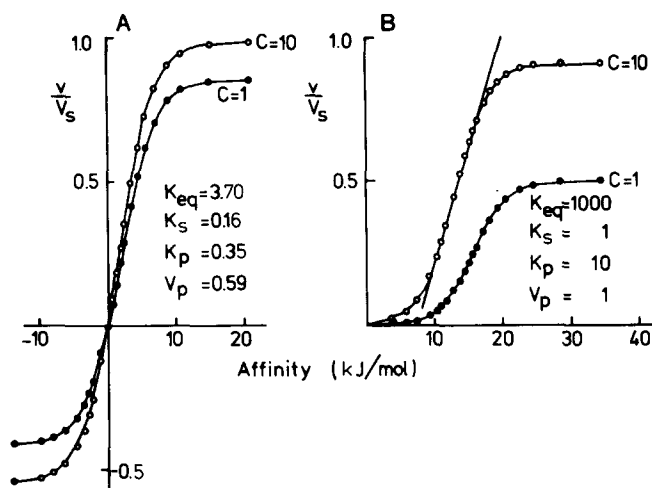 A
1.0
C=10
v
Vs
C=1
0.5
Keq=3.70
Ks=0.16
Kp=0.35
Vp=0.59
-10
0
10
20
0.5
B
1.0
C=10
v
Vs
0.5
C=1
Keq=1000
Ks = 1
Kp = 10
Vp = 1
10
20
30
40
Affinity (kJ/mol)